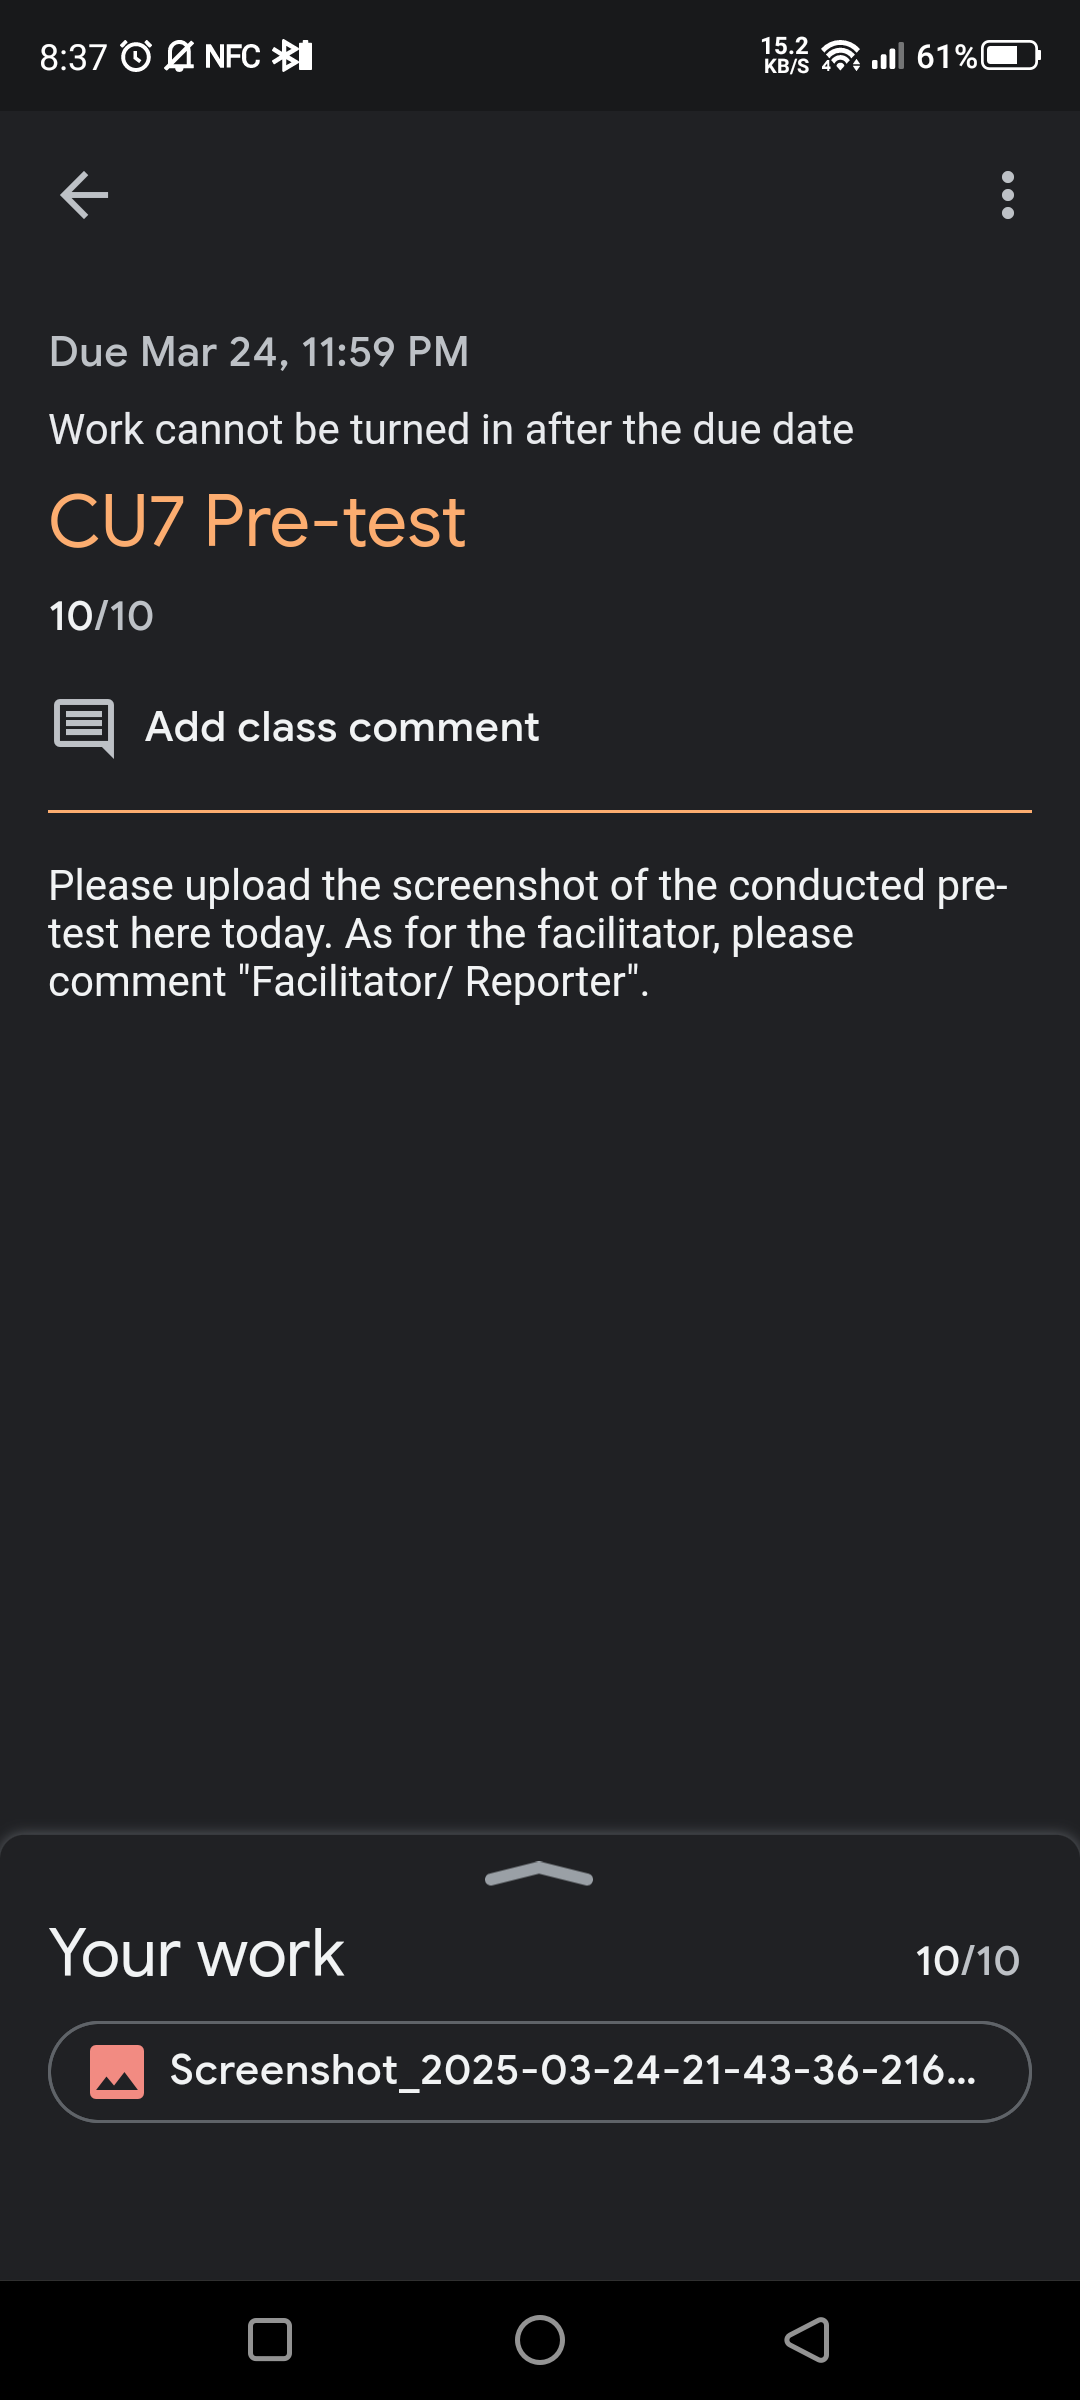 8:37 NFC 15.2 KB/S 4 61%
Due Mar 24, 11:59 PM
Work cannot be turned in after the due date
CU7 Pre-test
10/10
Add class comment
Please upload the screenshot of the conducted pre-
test here today. As for the facilitator, please
comment "Facilitator/ Reporter".
Your work 10/10
Screenshot_2025-03-24-21-43-36-216...